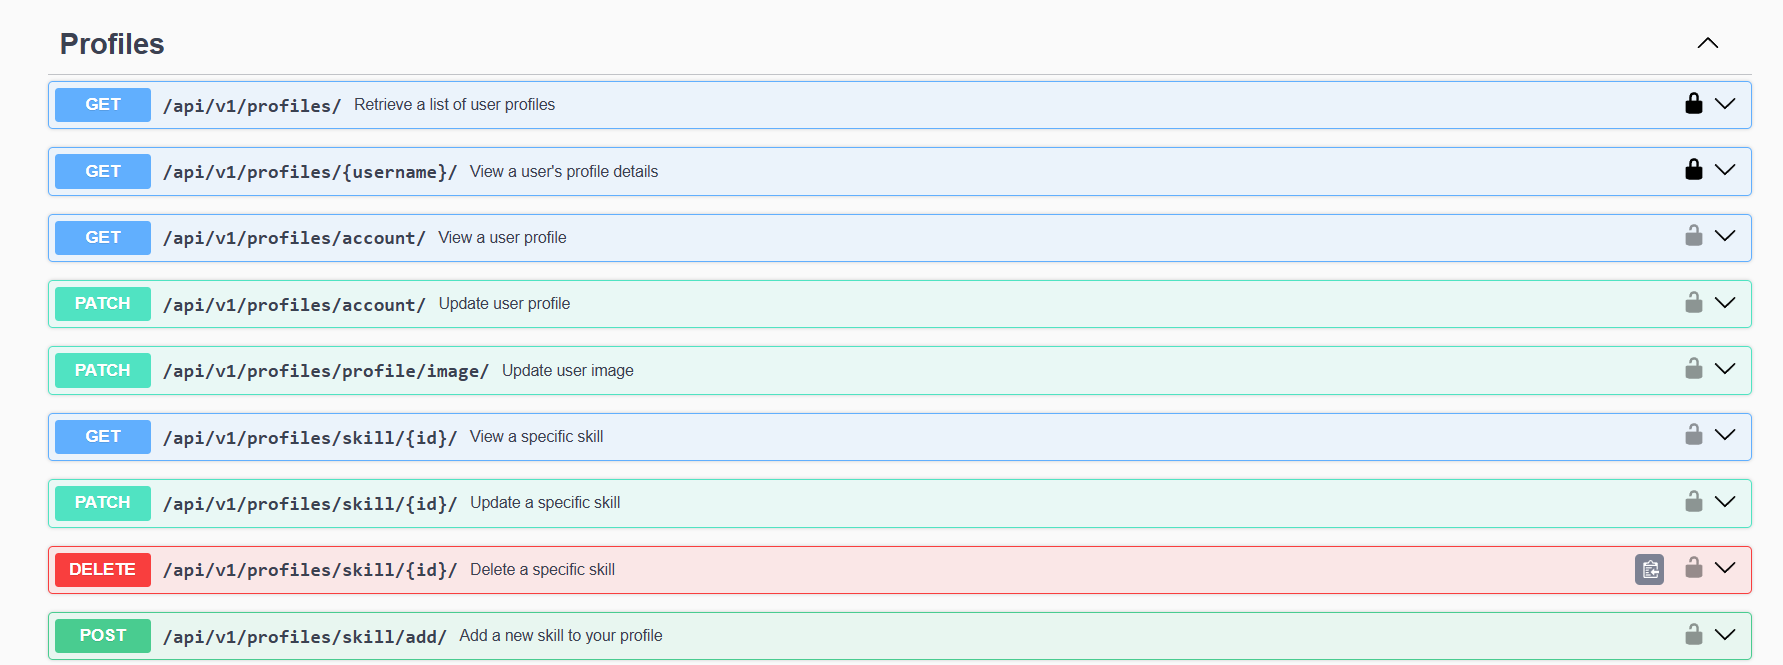 Profiles
GET /api/v1/profiles/ Retrieve a list of user profiles
GET /api/v1/profiles/{username}/ View a user's profile details
GET /api/v1/profiles/account/ View a user profile
PATCH /api/v1/profiles/account/ Update user profile
PATCH /api/v1/profiles/profile/image/ Update user image
GET /api/v1/profiles/skill/{id}/ View a specific skill
PATCH /api/v1/profiles/skill/{id}/ Update a specific skill
DELETE /api/v1/profiles/skill/{id}/ Delete a specific skill
POST /api/v1/profiles/skill/add/ Add a new skill to your profile